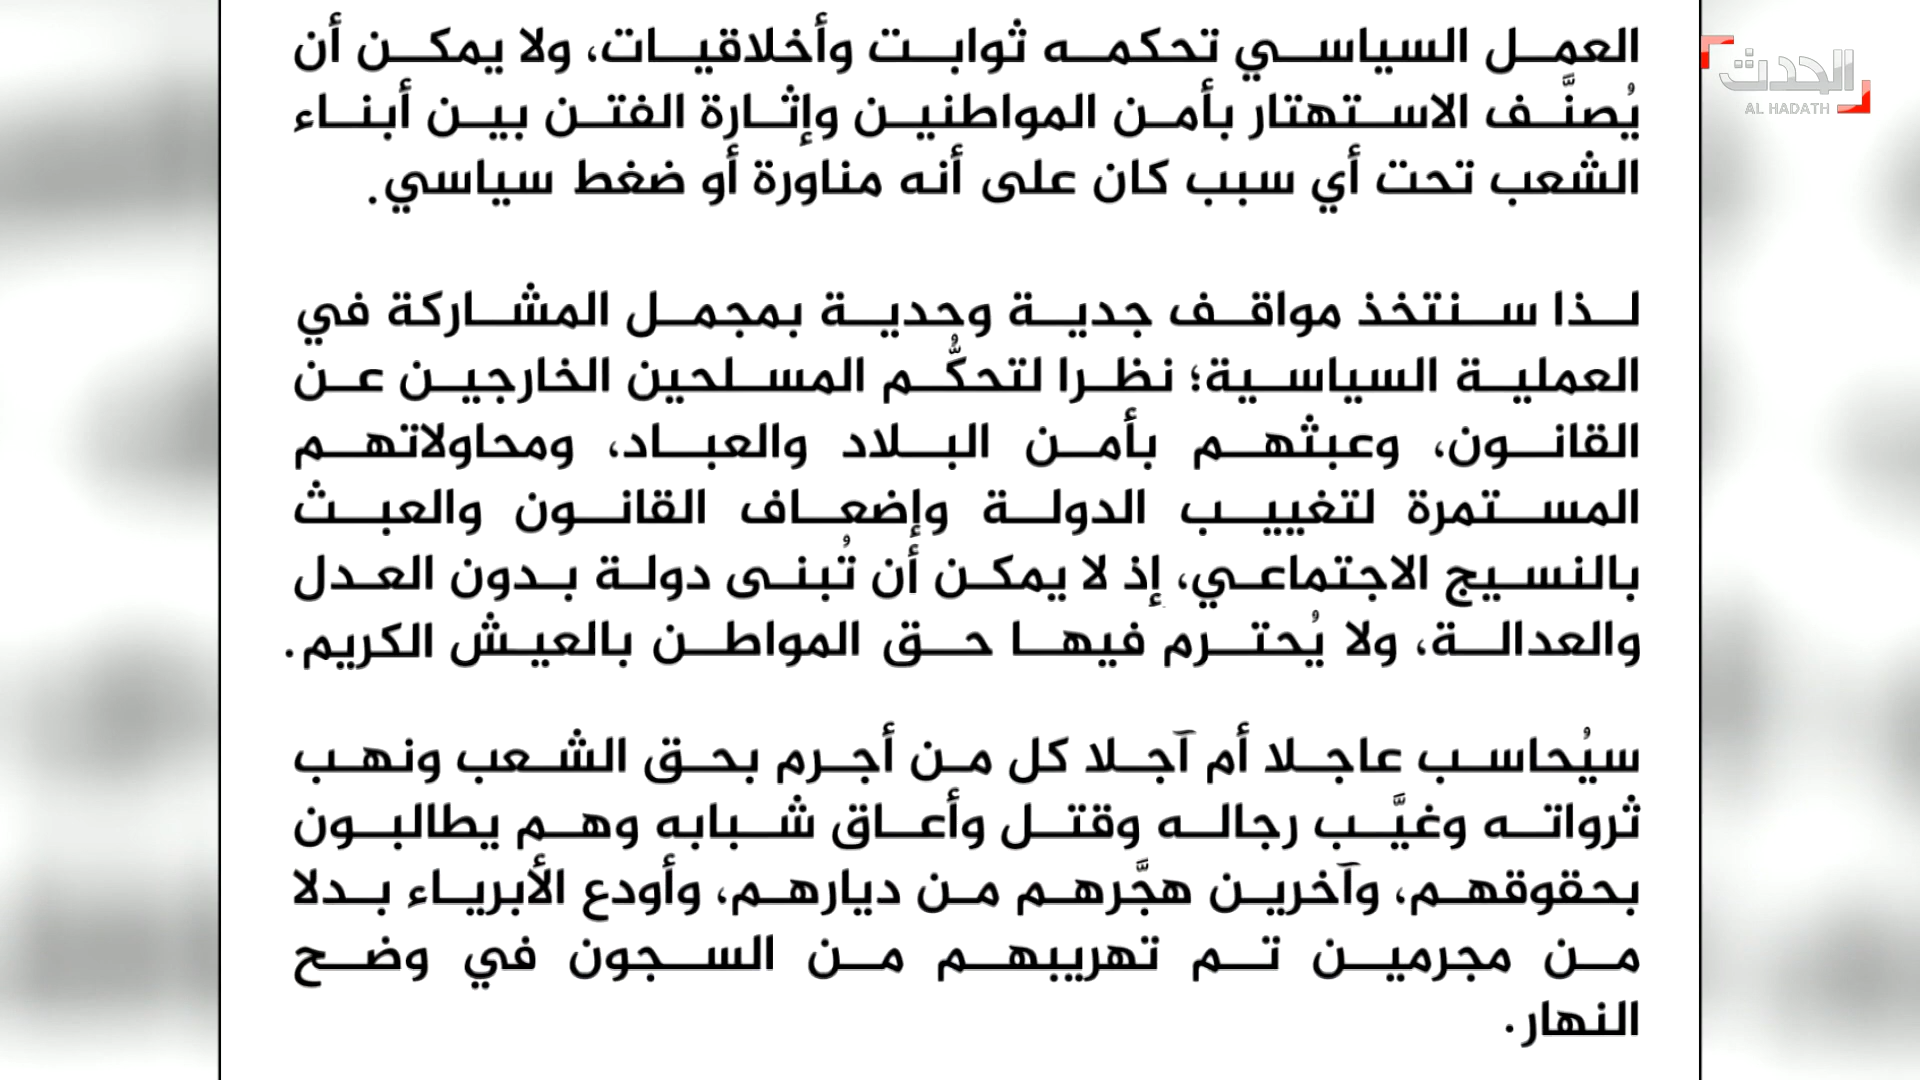 العمل السياسي تحكمه ثوابت وأخلاقيات، ولا يمكن أن
يُصنَّف الاستهتار بأمن المواطنين وإثارة الفتن بين أبناء
الشعب تحت أي سبب كان على أنه مناورة أو ضغط سياسي.
لذا سنتخذ مواقف جدية وحدية بمجمل المشاركة في
العملية السياسية؛ نظرا لتحكُّم المسلحين الخارجين عن
القانون، وعبثهم بأمن البلاد والعباد، ومحاولاتهم
المستمرة لتغييب الدولة وإضعاف القانون والعبث
بالنسيج الاجتماعي، إذ لا يمكن أن تُبنى دولة بدون العدل
والعدالة، ولا يُحترم فيها حق المواطن بالعيش الكريم.
سيُحاسب عاجلا أم آجلا كل من أجرم بحق الشعب ونهب
ثرواته وغيَّب رجاله وقتل وأعاق شبابه وهم يطالبون
بحقوقهم، وآخرين هجَّرهم من ديارهم، وأودع الأبرياء بدلا
من مجرمين تم تهريبهم من السجون في وضح
النهار.
الحدث
AL HADATH